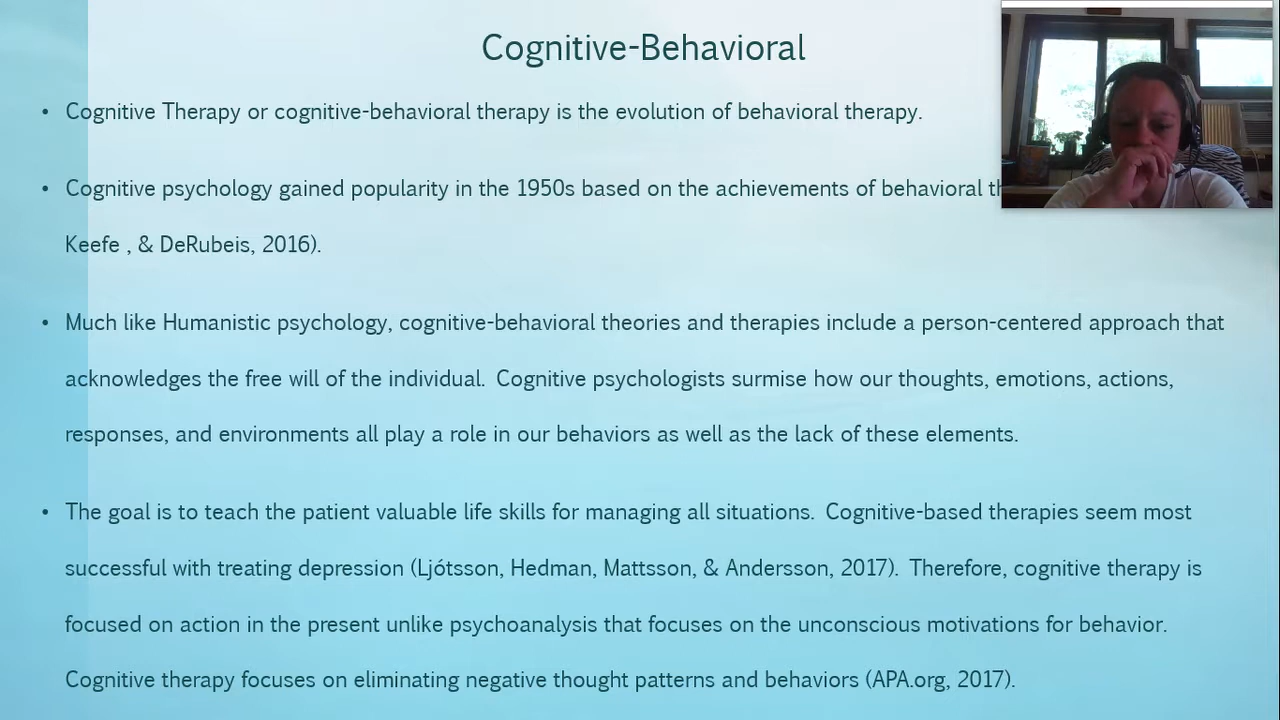 Cognitive-Behavioral
• Cognitive Therapy or cognitive-behavioral therapy is the evolution of behavioral therapy.
• Cognitive psychology gained popularity in the 1950s based on the achievements of behavioral
Keefe , & DeRubeis, 2016).
• Much like Humanistic psychology, cognitive-behavioral theories and therapies include a person-centered approach that
acknowledges the free will of the individual. Cognitive psychologists surmise how our thoughts, emotions, actions,
responses, and environments all play a role in our behaviors as well as the lack of these elements.
• The goal is to teach the patient valuable life skills for managing all situations. Cognitive-based therapies seem most
successful with treating depression (Ljótsson, Hedman, Mattsson, & Andersson, 2017). Therefore, cognitive therapy is
focused on action in the present unlike psychoanalysis that focuses on the unconscious motivations for behavior.
Cognitive therapy focuses on eliminating negative thought patterns and behaviors (APA.org, 2017).